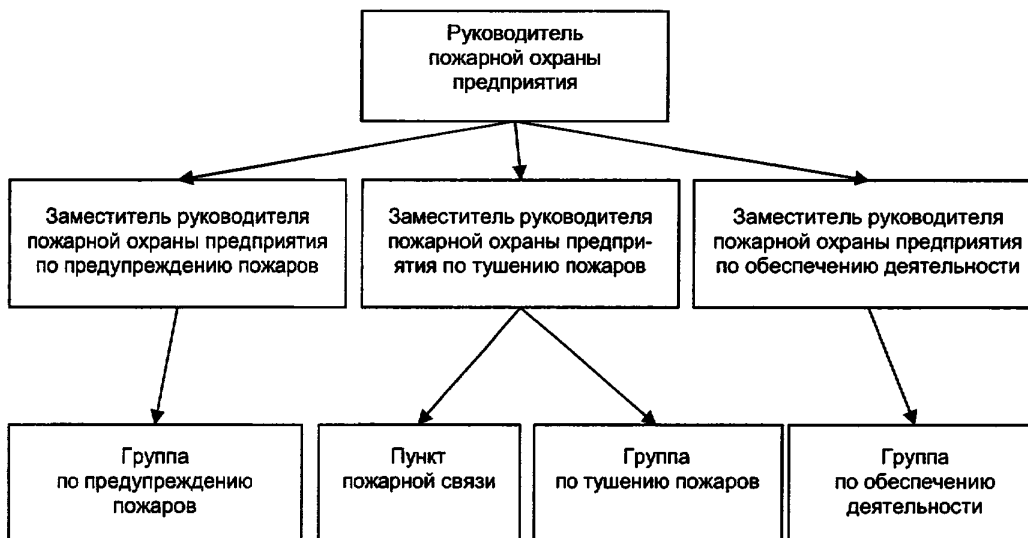 Руководитель
пожарной охраны
предприятия
Заместитель руководителя
пожарной охраны предприятия
по предупреждению пожаров
Заместитель руководителя
пожарной охраны предпри-
ятия по тушению пожаров
Заместитель руководителя
пожарной охраны предприятия
по обеспечению деятельности
Группа
по предупреждению
пожаров
Пункт
пожарной связи
Группа
по тушению пожаров
Группа
по обеспечению
деятельности